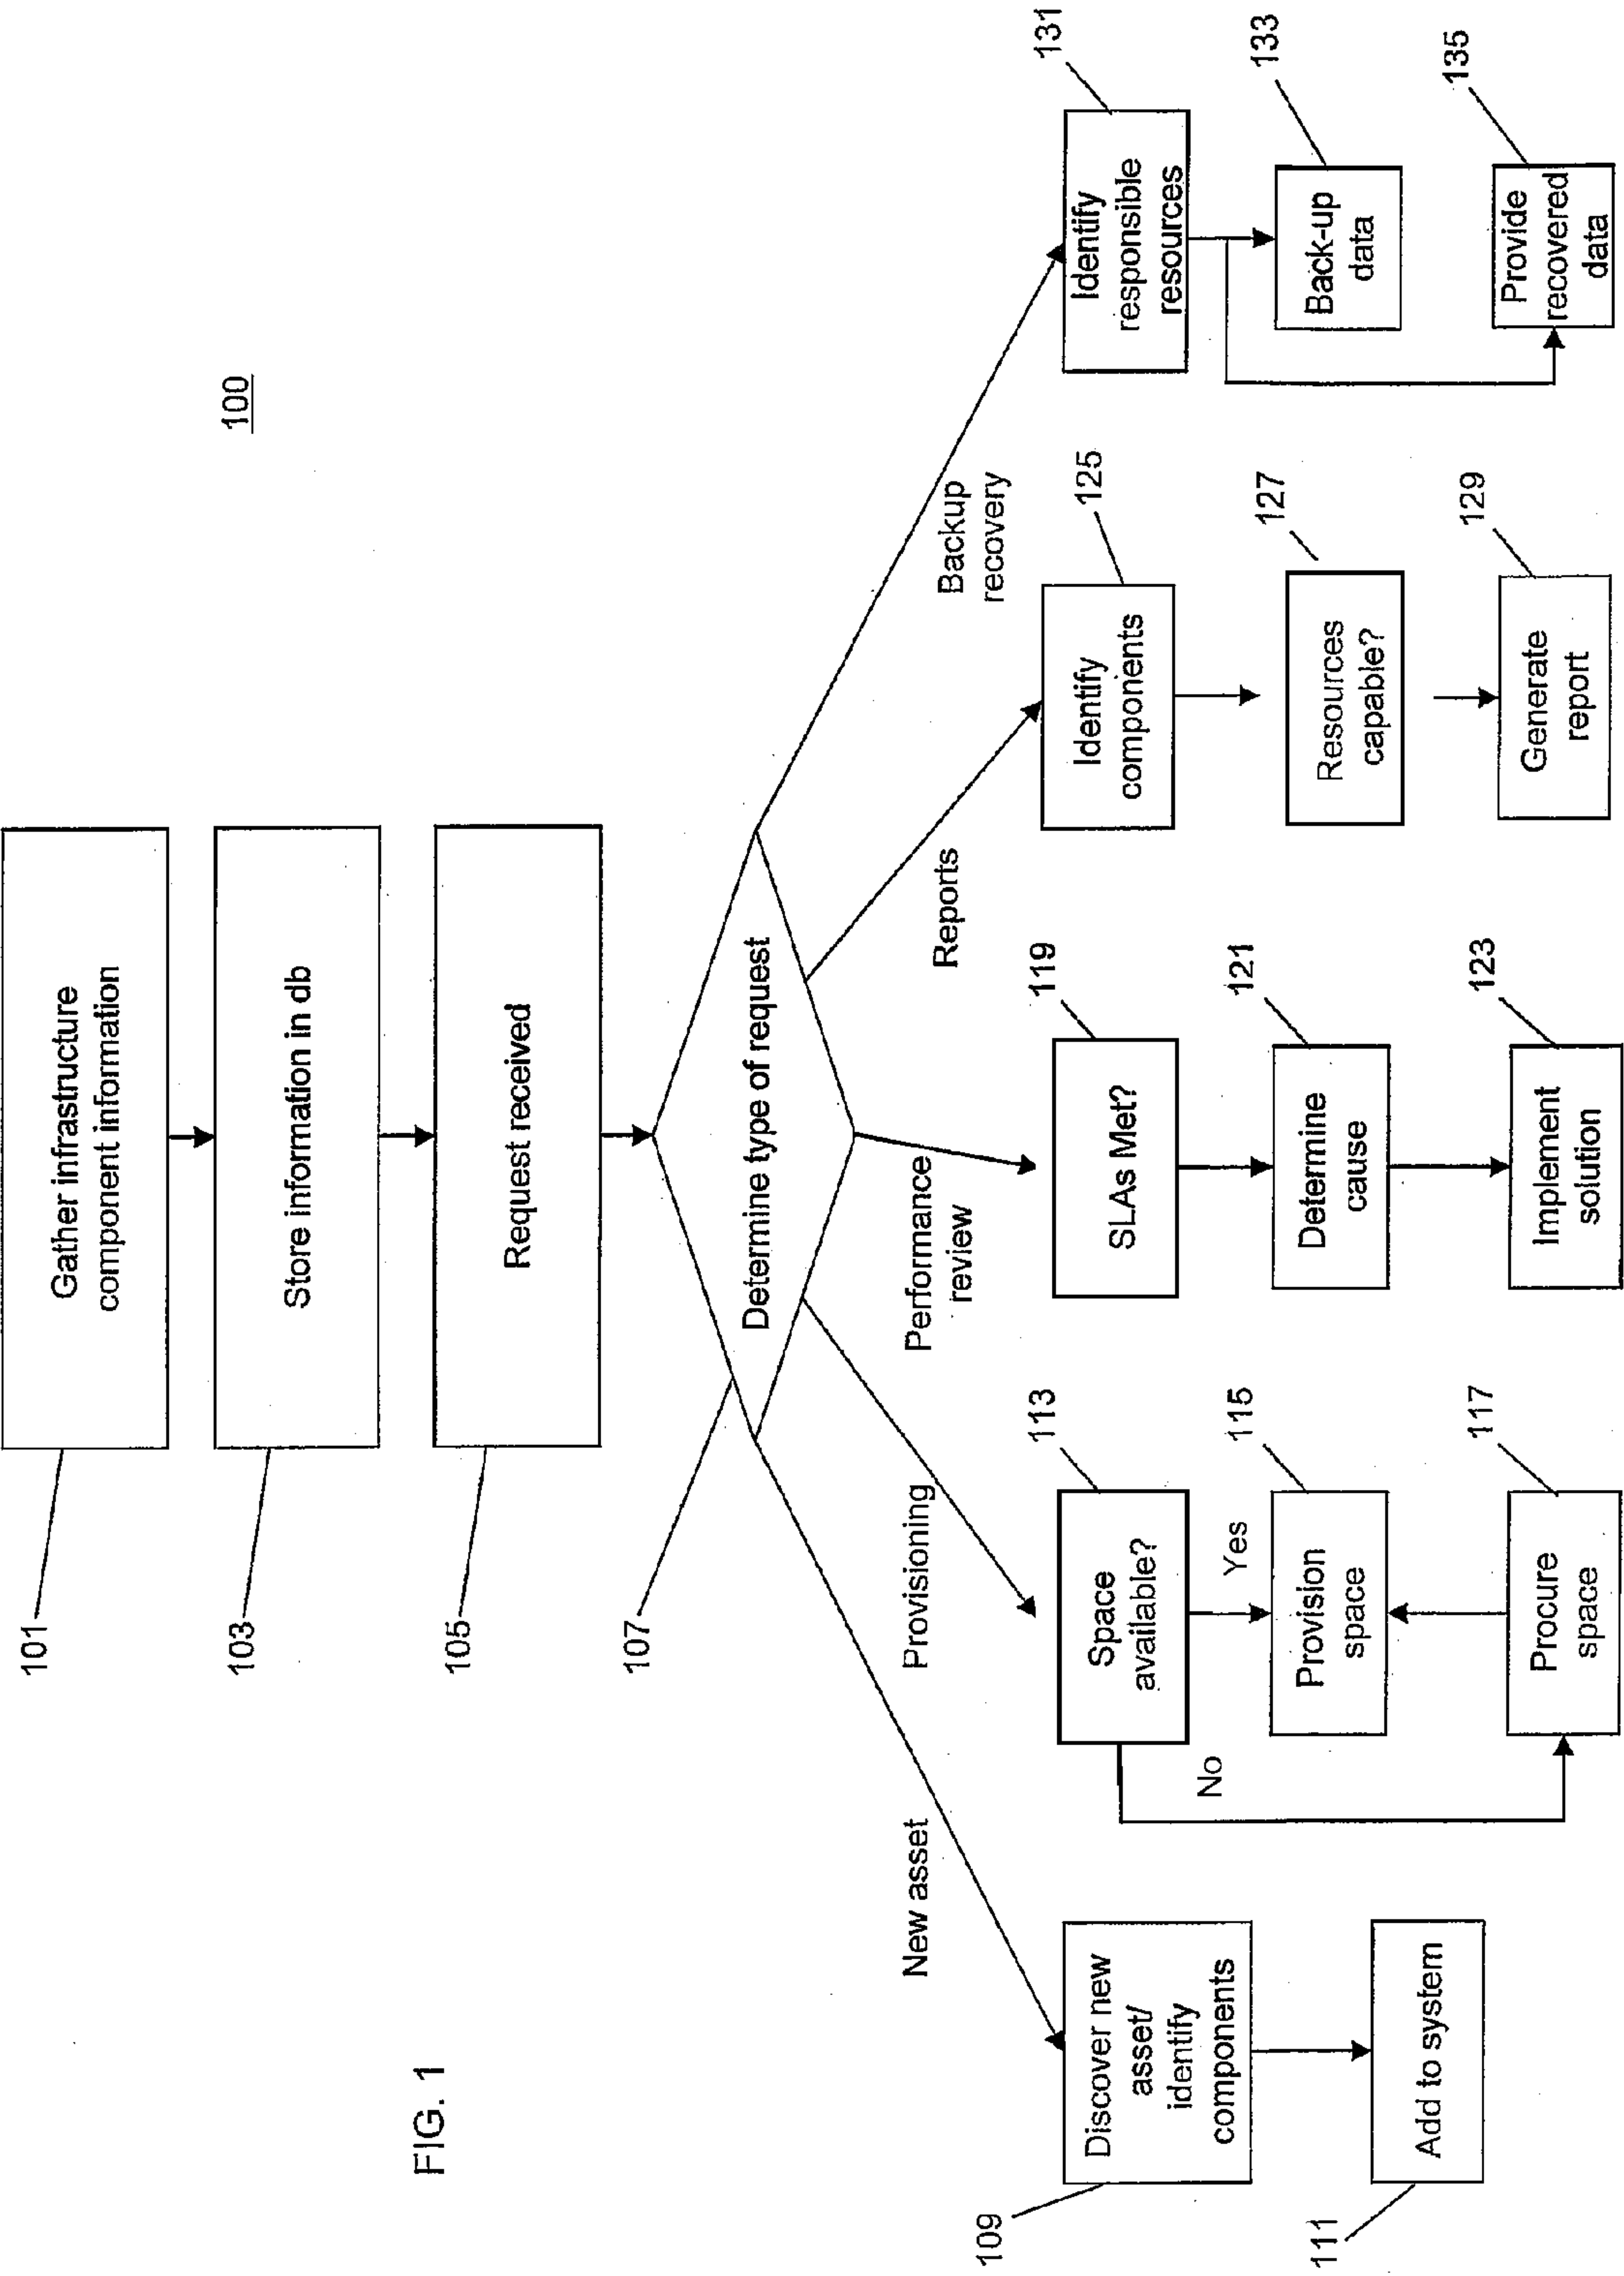 FIG. 1
100
101
Gather infrastructure
component information
103
Store information in db
105
Request received
107
Determine type of request
New asset
Provisioning
Performance
review
Reports
Backup
recovery
109
Discover new
asset/
identify
components
111
Add to system
113
Space
available?
Yes
No
115
Provision
space
117
Procure
space
119
SLAs Met?
121
Determine
cause
123
Implement
solution
125
Identify
components
127
Resources
capable?
129
Generate
report
131
Identify
responsible
resources
133
Back-up
data
135
Provide
recovered
data